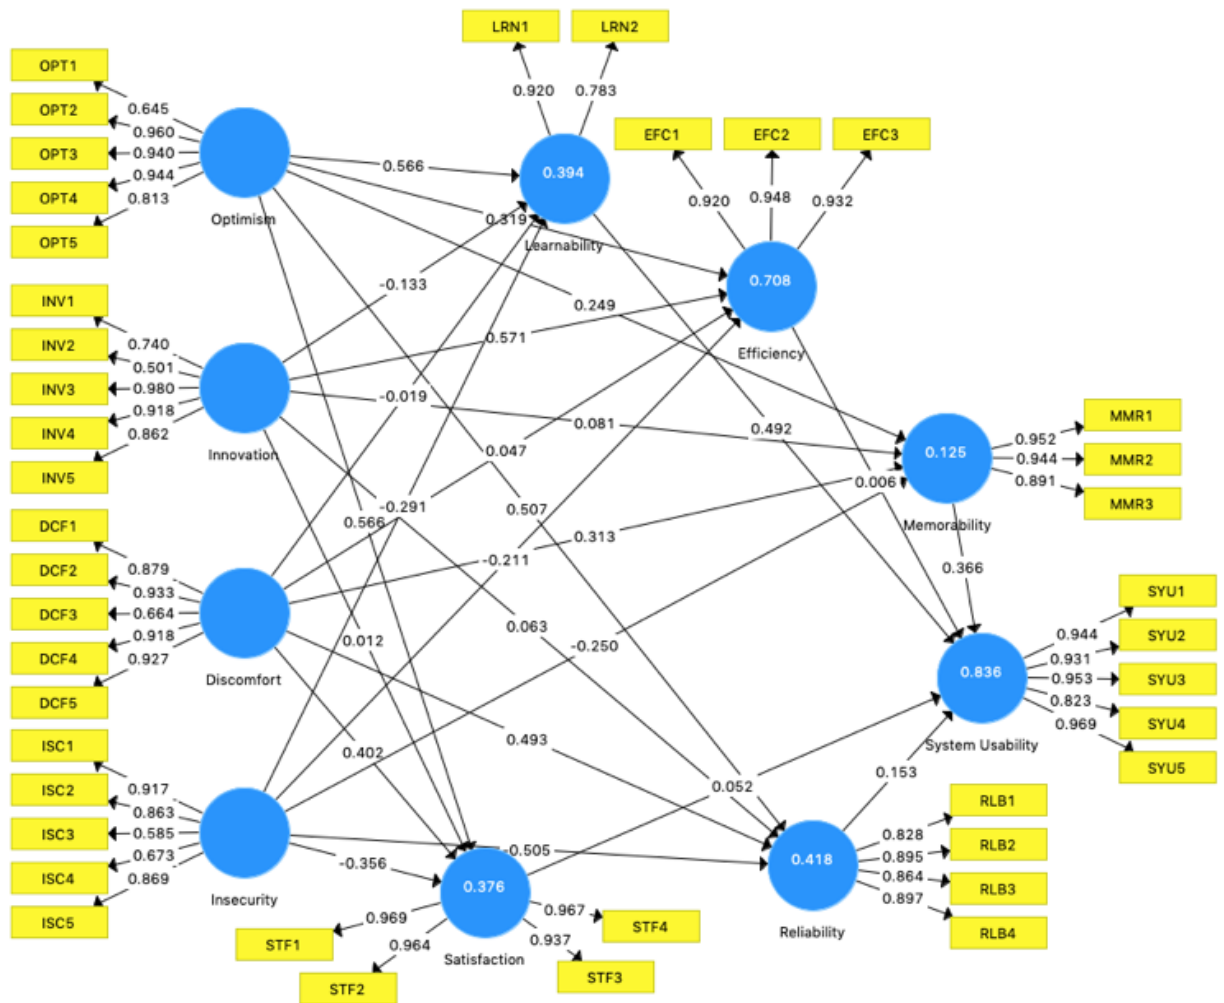 LRN1
LRN2
OPT1
OPT2
OPT3
OPT4
OPT5
0.645
0.960
0.940
0.944
0.813
Optimism
0.920
0.783
0.394
Learnability
EFC1
EFC2
EFC3
0.920
0.948
0.932
0.708
Efficiency
0.566
0.319
0.249
-0.133
0.571
INV1
INV2
INV3
INV4
INV5
0.740
0.501
0.980
0.918
0.862
Innovation
-0.019
0.081
0.047
0.492
0.006
-0.291
0.566
0.507
0.313
-0.211
MMR1
MMR2
MMR3
0.952
0.944
0.891
0.125
Memorability
0.366
DCF1
DCF2
DCF3
DCF4
DCF5
0.879
0.933
0.664
0.918
0.927
Discomfort
0.012
0.063
-0.250
0.402
0.493
SYU1
SYU2
SYU3
SYU4
SYU5
0.944
0.931
0.953
0.823
0.969
0.836
System Usability
0.052
0.153
ISC1
ISC2
ISC3
ISC4
ISC5
0.917
0.863
0.585
0.673
0.869
Insecurity
-0.356
-0.505
0.376
Satisfaction
0.969
0.964
0.967
0.937
STF1
STF2
STF3
STF4
0.418
Reliability
0.828
0.895
0.864
0.897
RLB1
RLB2
RLB3
RLB4